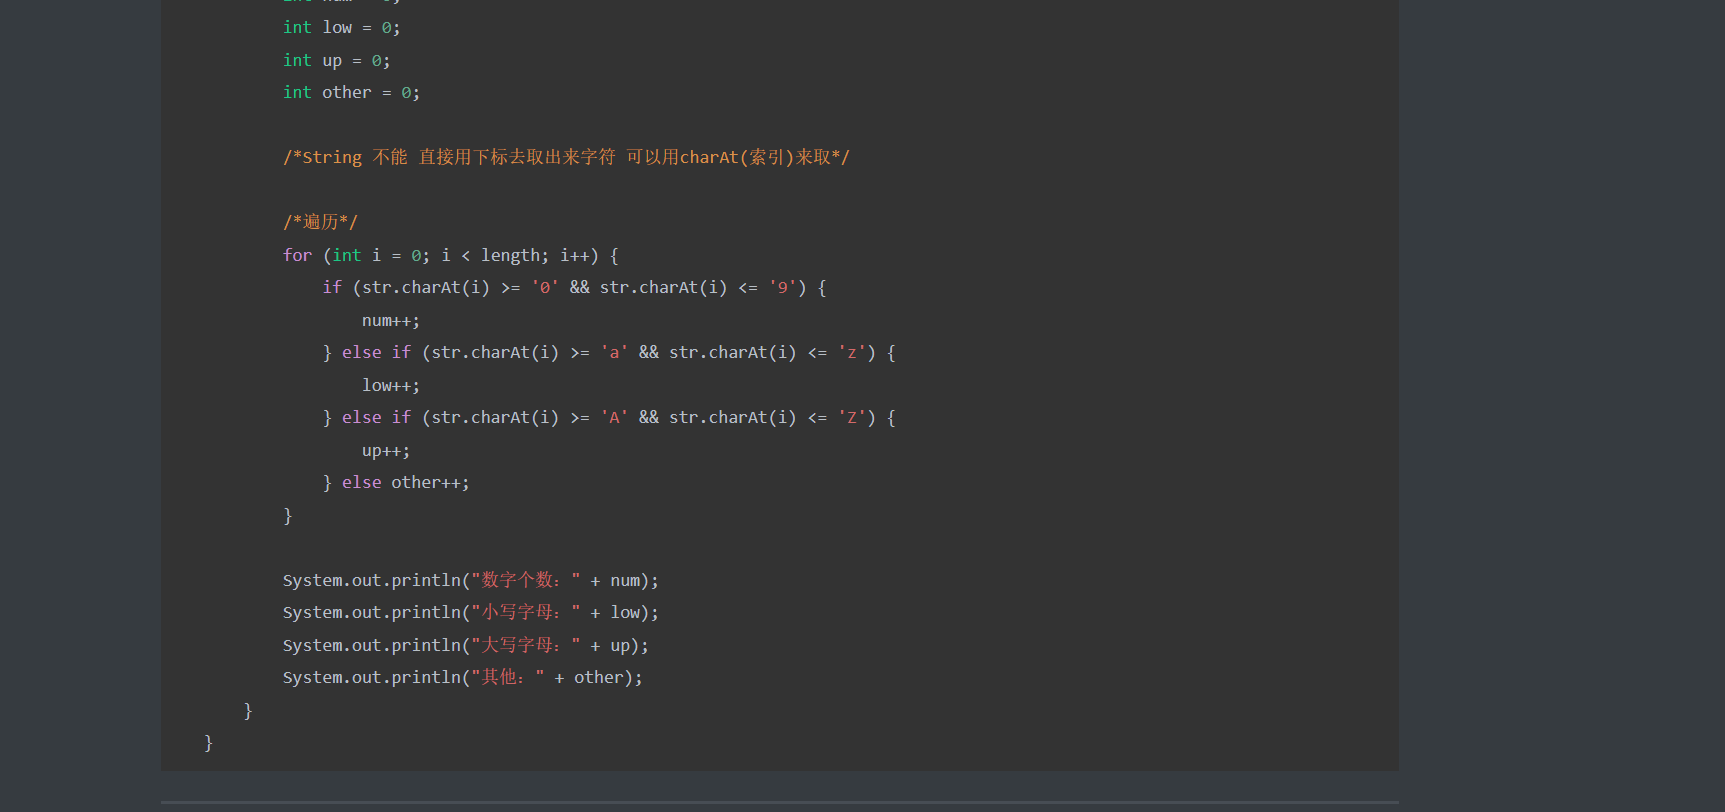 int low = 0;
int up = 0;
int other = 0;
/*String 不能 直接用下标去取出来字符 可以用charAt(索引)来取*/
/*遍历*/
for (int i = 0; i < length; i++) {
if (str.charAt(i) >= '0' && str.charAt(i) <= '9') {
num++;
} else if (str.charAt(i) >= 'a' && str.charAt(i) <= 'z') {
low++;
} else if (str.charAt(i) >= 'A' && str.charAt(i) <= 'Z') {
up++;
} else other++;
}
System.out.println("数字个数：" + num);
System.out.println("小写字母：" + low);
System.out.println("大写字母：" + up);
System.out.println("其他：" + other);
}
}